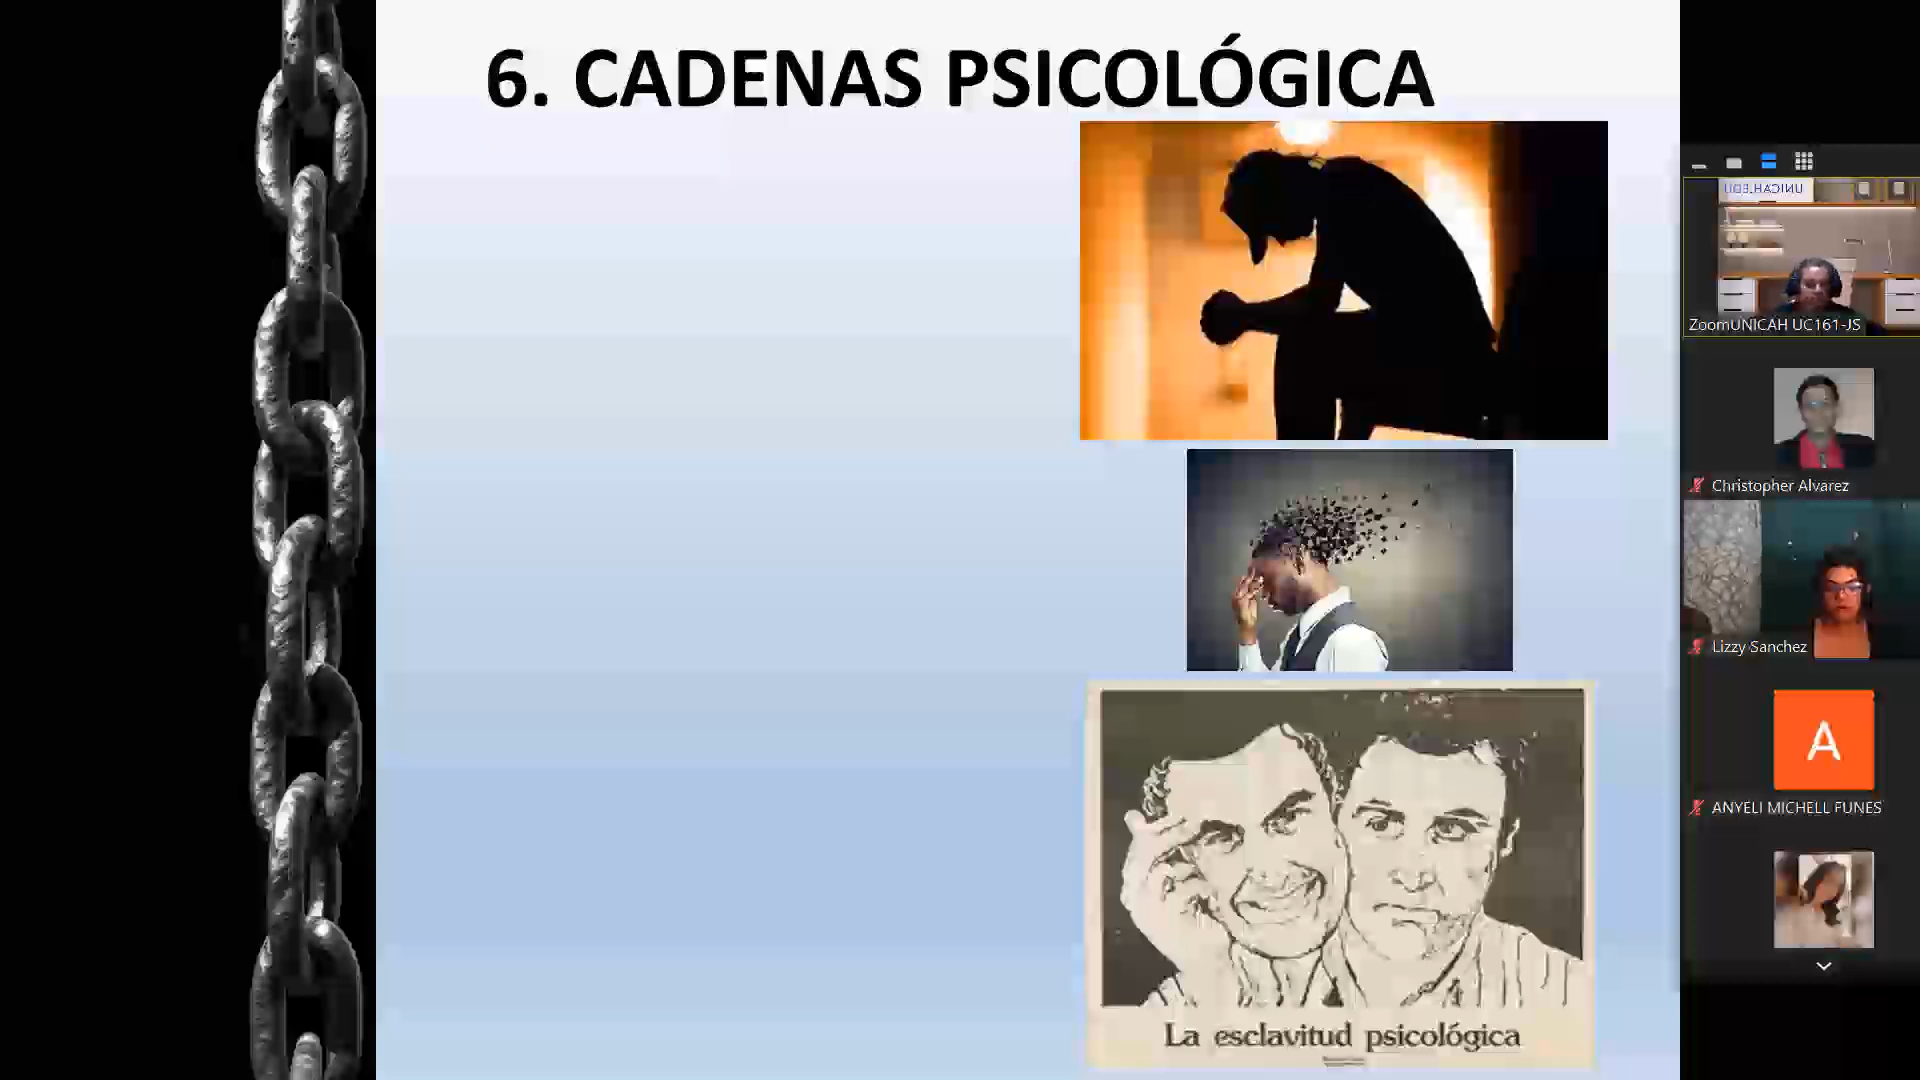 6. CADENAS PSICOLÓGICA
UNICAH.EDU
ZoomUNICAH UC161-JS
Christopher Alvarez
Lizzy Sanchez
A
ANYELI MICHELL FUNES
La esclavitud psicológica